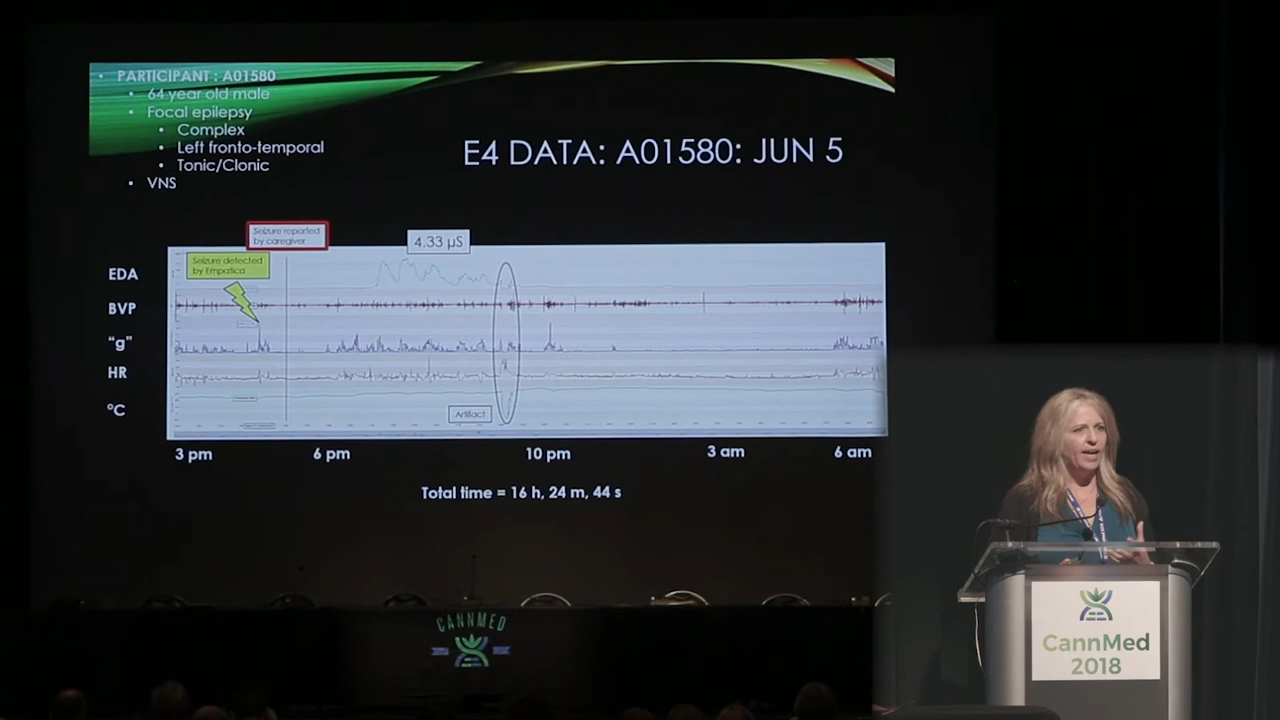 PARTICIPANT : A01580
64 year old male
Focal epilepsy
Complex
Left fronto-temporal
Tonic/Clonic
VNS
E4 DATA: A01580: JUN 5
Seizure reported
by caregiver
4.33 µS
Seizure detected
by Empatica
EDA
BVP
"g"
HR
°C
Artifact
3 pm
6 pm
10 pm
3 am
6 am
Total time = 16 h, 24 m, 44 s
CANNMED
CannMed
2018